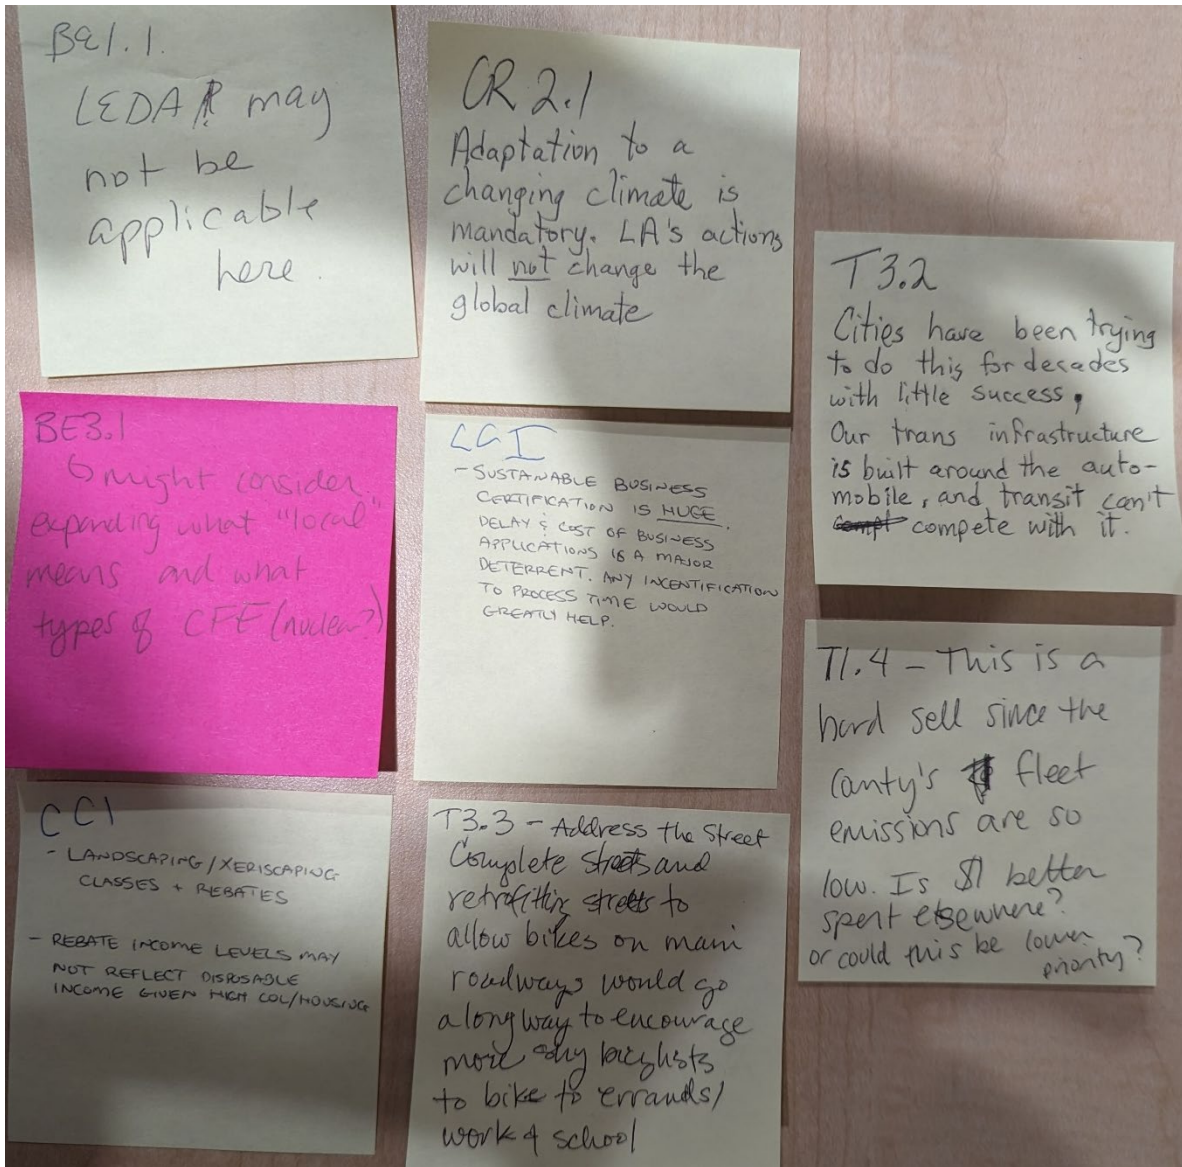 BE1.1.
LEDAR may
not be
applicable
here.
CR 2.1
Adaptation to a
changing climate is
mandatory. LA's actions
will not change the
global climate
T3.2
Cities have been trying
to do this for decades
with little success,
Our trans infrastructure
is built around the auto-
mobile, and transit can't
compete with it.
BE3.1
might consider
expanding what "local"
means and what
types of CFE (nuclear?)
- SUSTAINABLE BUSINESS
CERTIFICATION IS HUGE.
DELAY & COST OF BUSINESS
APPLICATIONS IS A MAJOR
DETERRENT. ANY INCENTIFICATION
TO PROCESS TIME WOULD
GREATLY HELP.
T1.4 - This is a
hard sell since the
County's fleet
emissions are so
low. Is $1 better
spent elsewhere?
or could this be lower
priority?
CC1
- LANDSCAPING/XERISCAPING
CLASSES + REBATES
- REBATE INCOME LEVELS MAY
NOT REFLECT DISPOSABLE
INCOME GIVEN HIGH COL/HOUSING
T3.3 - Address the Street
Complete Streets and
retrofitting streets to
allow bikes on main
roadways would go
a long way to encourage
more bicyclists
to bike to errands/
work & school